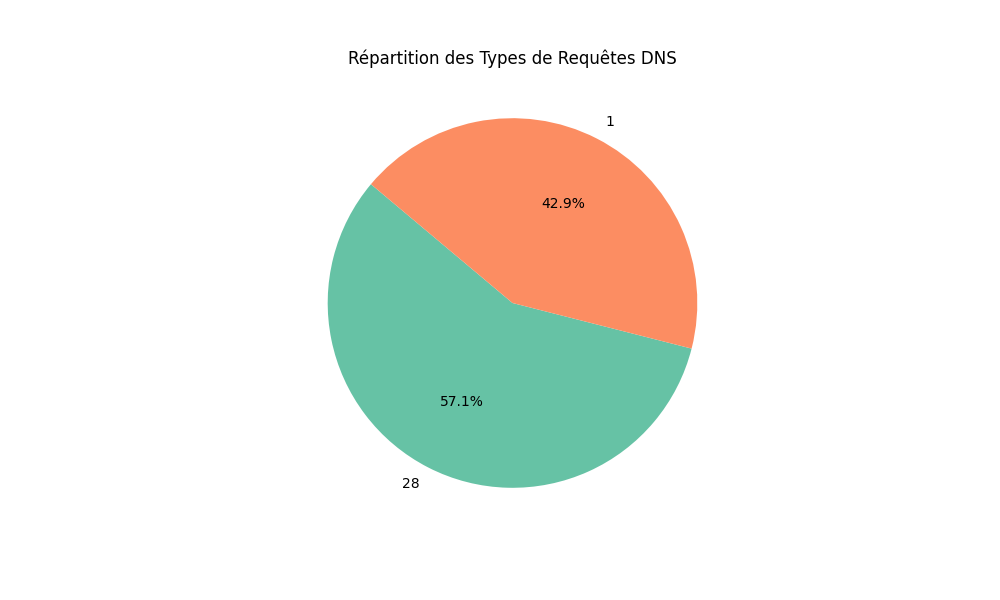 Répartition des Types de Requêtes DNS
1
42.9%
57.1%
28